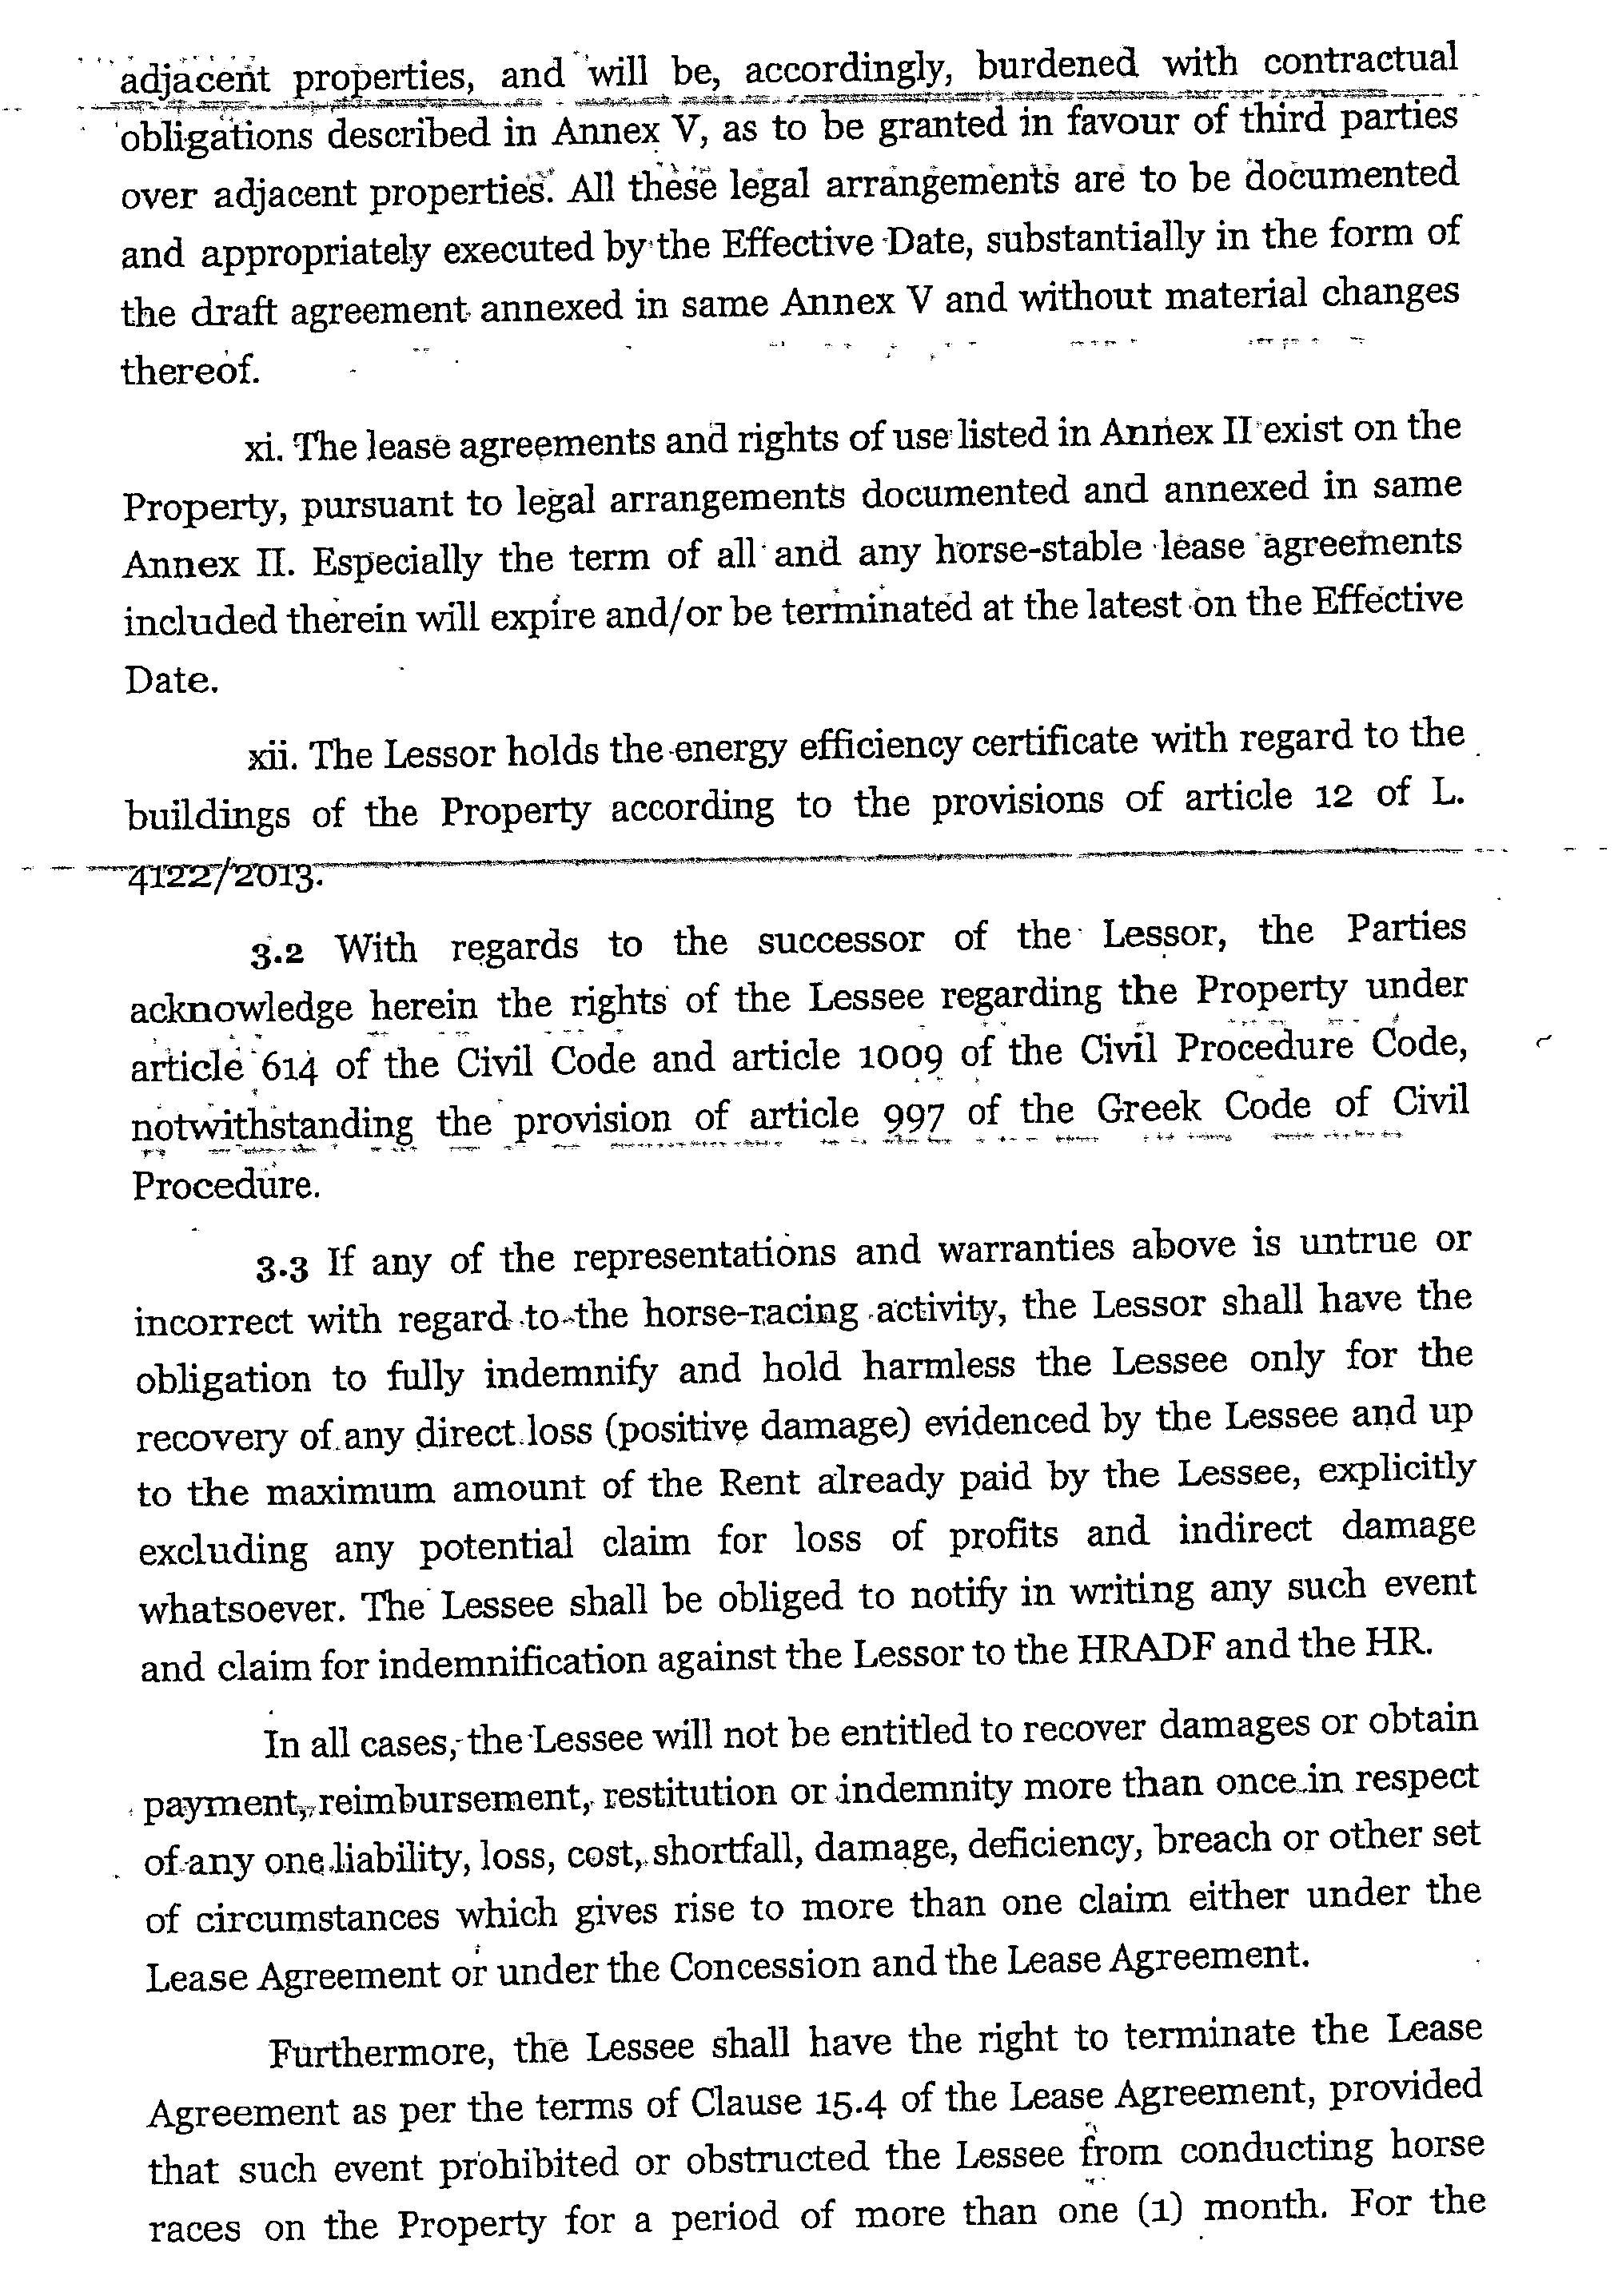 adjacent properties, and will be, accordingly, burdened with contractual
obligations described in Annex V, as to be granted in favour of third parties
over adjacent properties. All these legal arrangements are to be documented
and appropriately executed by the Effective Date, substantially in the form of
the draft agreement annexed in same Annex V and without material changes
thereof.
xi. The lease agreements and rights of use listed in Annex II exist on the
Property, pursuant to legal arrangements documented and annexed in same
Annex II. Especially the term of all and any horse-stable lease agreements
included therein will expire and/or be terminated at the latest on the Effective
Date.
xii. The Lessor holds the energy efficiency certificate with regard to the
buildings of the Property according to the provisions of article 12 of L.
4122/2013.
3.2 With regards to the successor of the Lessor, the Parties
acknowledge herein the rights of the Lessee regarding the Property under
article 614 of the Civil Code and article 1009 of the Civil Procedure Code,
notwithstanding the provision of article 997 of the Greek Code of Civil
Procedure.
3.3 If any of the representations and warranties above is untrue or
incorrect with regard to the horse-racing activity, the Lessor shall have the
obligation to fully indemnify and hold harmless the Lessee only for the
recovery of any direct loss (positive damage) evidenced by the Lessee and up
to the maximum amount of the Rent already paid by the Lessee, explicitly
excluding any potential claim for loss of profits and indirect damage
whatsoever. The Lessee shall be obliged to notify in writing any such event
and claim for indemnification against the Lessor to the HRADF and the HR.
In all cases, the Lessee will not be entitled to recover damages or obtain
payment, reimbursement, restitution or indemnity more than once in respect
of any one liability, loss, cost, shortfall, damage, deficiency, breach or other set
of circumstances which gives rise to more than one claim either under the
Lease Agreement or under the Concession and the Lease Agreement.
Furthermore, the Lessee shall have the right to terminate the Lease
Agreement as per the terms of Clause 15.4 of the Lease Agreement, provided
that such event prohibited or obstructed the Lessee from conducting horse
races on the Property for a period of more than one (1) month. For the